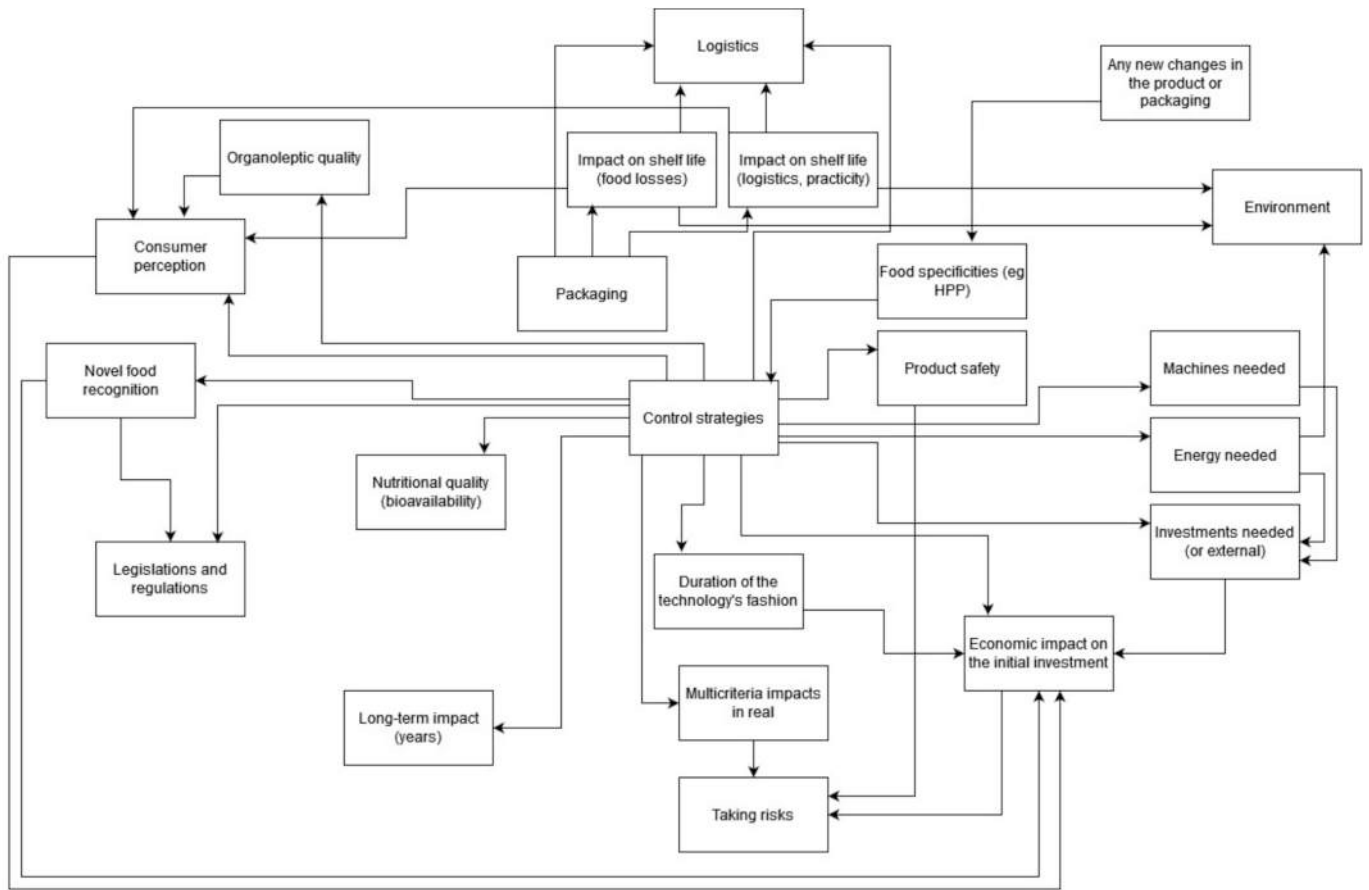 Logistics
Any new changes in
the product or
packaging
Organoleptic quality
Impact on shelf life
(food losses)
Impact on shelf life
(logistics, practicity)
Environment
Consumer
perception
Packaging
Food specificities (eg
HPP)
Novel food
recognition
Product safety
Machines needed
Control strategies
Nutritional quality
(bioavailability)
Energy needed
Investments needed
(or external)
Legislations and
regulations
Duration of the
technology's fashion
Economic impact on
the initial investment
Long-term impact
(years)
Multicriteria impacts
in real
Taking risks